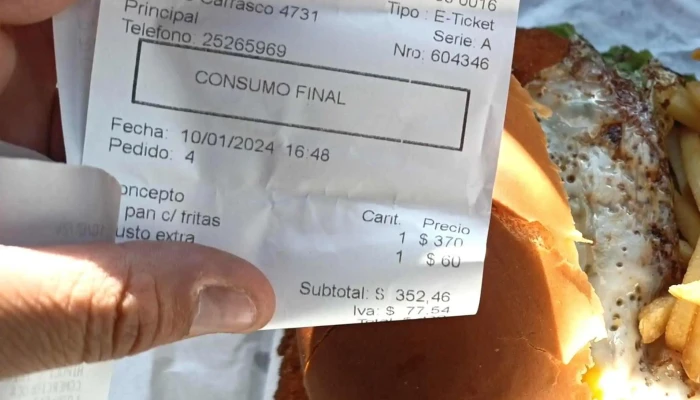 Carrasco 4731
0016
Principal
Tipo : E-Ticket
Telefono 25265969
Serie. A
Nro: 604346
CONSUMO FINAL
Fecha: 10/01/2024 16:48
Pedido: 4
oncepto
Cant. Precio
pan c/ fritas
1 $ 370
usto extra
1 $ 60
Subtotal: $ 352,46
Iva: $ 77,54